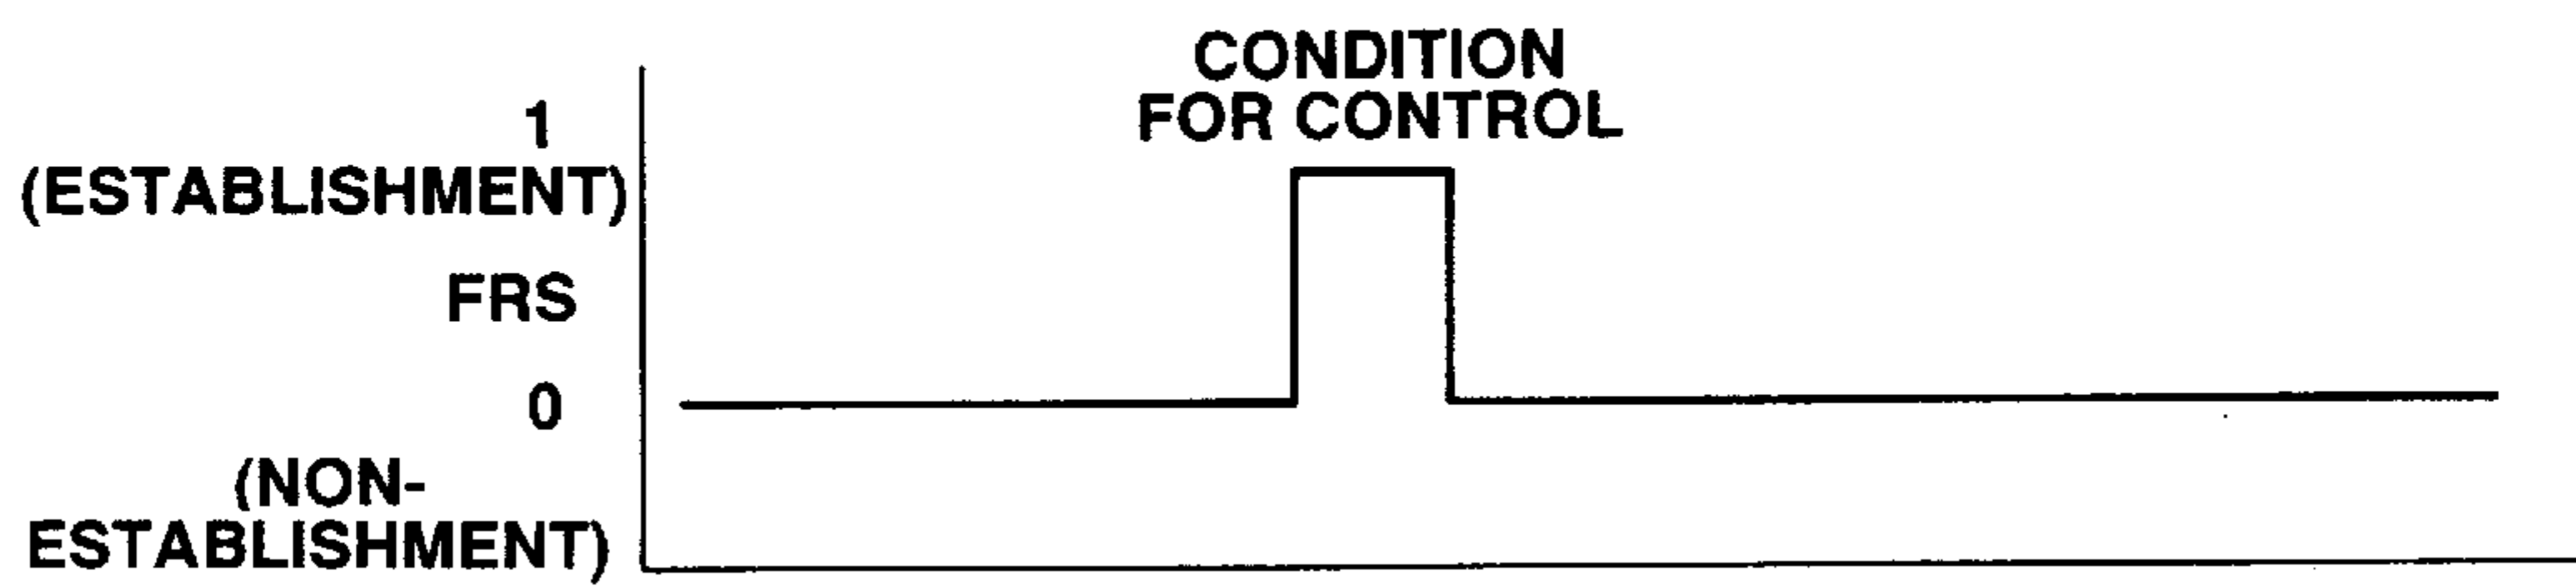 CONDITION
FOR CONTROL
1
(ESTABLISHMENT)
FRS
0
(NON-
ESTABLISHMENT)